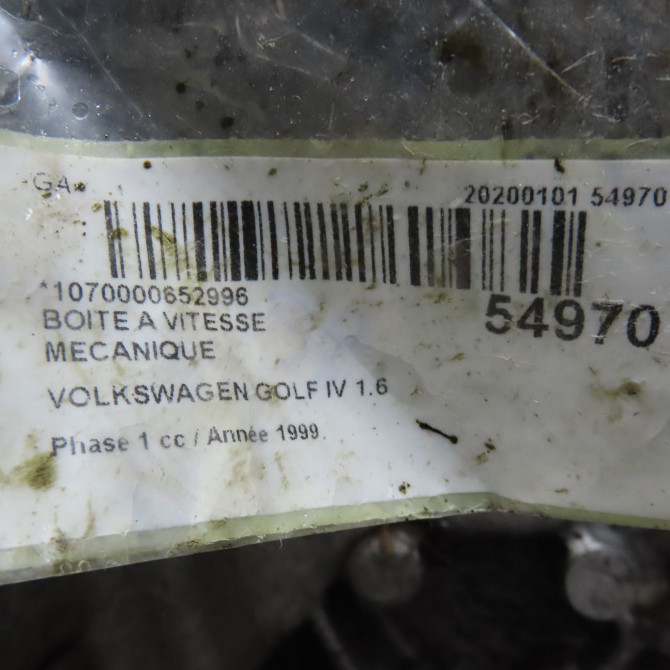 GA
20200101 54970
*1070000652996
54970
BOITE A VITESSE
MECANIQUE
VOLKSWAGEN GOLF IV 1.6
Phase 1 cc / Année 1999